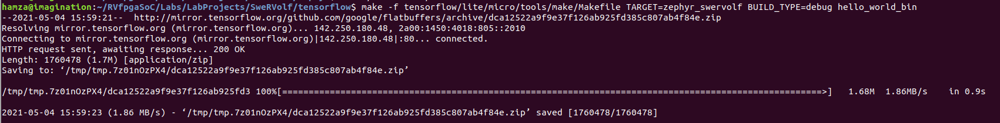 hamza@imagination:~/RVfpgaSoC/Labs/LabProjects/SweRVolf/tensorflow$ make -f tensorflow/lite/micro/tools/make/Makefile TARGET=zephyr_swervolf BUILD_TYPE=debug hello_world_bin
--2021-05-04 15:59:21--  http://mirror.tensorflow.org/github.com/google/flatbuffers/archive/dca12522a9f9e37f126ab925fd385c807ab4f84e.zip
Resolving mirror.tensorflow.org (mirror.tensorflow.org)... 142.250.180.48, 2a00:1450:4018:805::2010
Connecting to mirror.tensorflow.org (mirror.tensorflow.org)|142.250.180.48|:80... connected.
HTTP request sent, awaiting response... 200 OK
Length: 1760478 (1.7M) [application/zip]
Saving to: ‘/tmp/tmp.7z01nOzPX4/dca12522a9f9e37f126ab925fd385c807ab4f84e.zip’
/tmp/tmp.7z01nOzPX4/dca12522a9f9e37f126ab925fd3 100%[======================================================================================================>]   1.68M  1.86MB/s    in 0.9s
2021-05-04 15:59:23 (1.86 MB/s) - ‘/tmp/tmp.7z01nOzPX4/dca12522a9f9e37f126ab925fd385c807ab4f84e.zip’ saved [1760478/1760478]